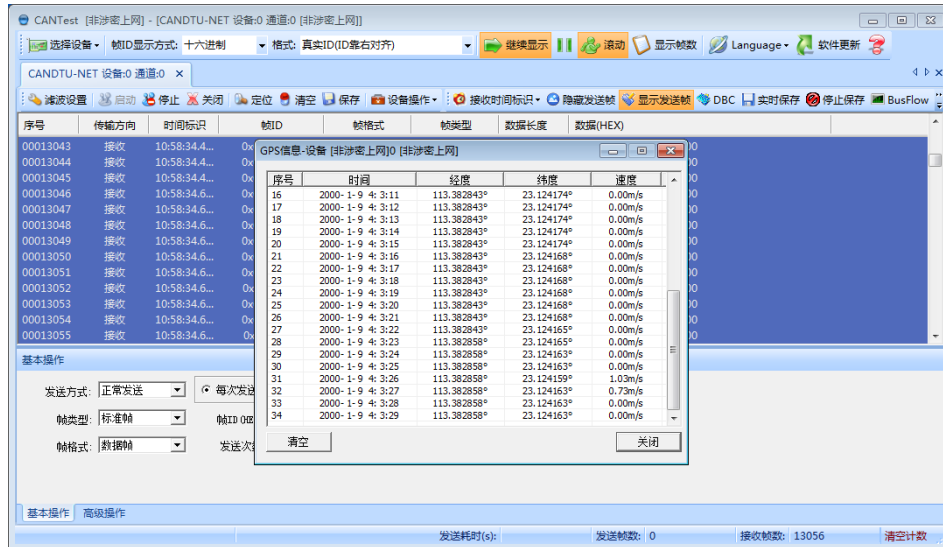 CANTest [非涉密上网] - [CANDTU-NET 设备:0 通道:0 [非涉密上网]]
选择设备 帧ID显示方式: 十六进制 格式: 真实ID(ID靠右对齐) 继续显示 滚动 显示帧数 Language 软件更新
CANDTU-NET 设备:0 通道:0 ×
滤波设置 启动 停止 关闭 定位 清空 保存 设备操作 接收时间标识 隐藏发送帧 显示发送帧 DBC 实时保存 停止保存 BusFlow
序号 传输方向 时间标识 帧ID 帧格式 帧类型 数据长度 数据(HEX)
00013043 接收 10:58:34.4... 0x 00
00013044 接收 10:58:34.4... 0x 00
00013045 接收 10:58:34.6... 0x 00
00013046 接收 10:58:34.6... 0x 00
00013047 接收 10:58:34.6... 0x 00
00013048 接收 10:58:34.6... 0x 00
00013049 接收 10:58:34.6... 0x 00
00013050 接收 10:58:34.6... 0x 00
00013051 接收 10:58:34.6... 0x 00
00013052 接收 10:58:34.6... 0x 00
00013053 接收 10:58:34.6... 0x 00
00013054 接收 10:58:34.6... 0x 00
00013055 接收 10:58:34.6... 0x 00
GPS信息-设备 [非涉密上网]0 [非涉密上网]
序号 时间 经度 纬度 速度
16 2000- 1- 9 4: 3:11 113.382843° 23.124174° 0.00m/s
17 2000- 1- 9 4: 3:12 113.382843° 23.124174° 0.00m/s
18 2000- 1- 9 4: 3:13 113.382843° 23.124174° 0.00m/s
19 2000- 1- 9 4: 3:14 113.382843° 23.124174° 0.00m/s
20 2000- 1- 9 4: 3:15 113.382843° 23.124174° 0.00m/s
21 2000- 1- 9 4: 3:16 113.382843° 23.124168° 0.00m/s
22 2000- 1- 9 4: 3:17 113.382843° 23.124168° 0.00m/s
23 2000- 1- 9 4: 3:18 113.382843° 23.124168° 0.00m/s
24 2000- 1- 9 4: 3:19 113.382843° 23.124168° 0.00m/s
25 2000- 1- 9 4: 3:20 113.382843° 23.124168° 0.00m/s
26 2000- 1- 9 4: 3:21 113.382843° 23.124168° 0.00m/s
27 2000- 1- 9 4: 3:22 113.382843° 23.124165° 0.00m/s
28 2000- 1- 9 4: 3:23 113.382858° 23.124165° 0.00m/s
29 2000- 1- 9 4: 3:24 113.382858° 23.124163° 0.00m/s
30 2000- 1- 9 4: 3:25 113.382858° 23.124163° 0.00m/s
31 2000- 1- 9 4: 3:26 113.382858° 23.124159° 1.03m/s
32 2000- 1- 9 4: 3:27 113.382858° 23.124163° 0.73m/s
33 2000- 1- 9 4: 3:28 113.382858° 23.124163° 0.00m/s
34 2000- 1- 9 4: 3:29 113.382858° 23.124163° 0.00m/s
清空 关闭
基本操作
发送方式: 正常发送 每次发送
帧类型: 标准帧 帧ID(HE
帧格式: 数据帧 发送次
基本操作 高级操作
发送耗时(s): 发送帧数: 0 接收帧数: 13056 清空计数